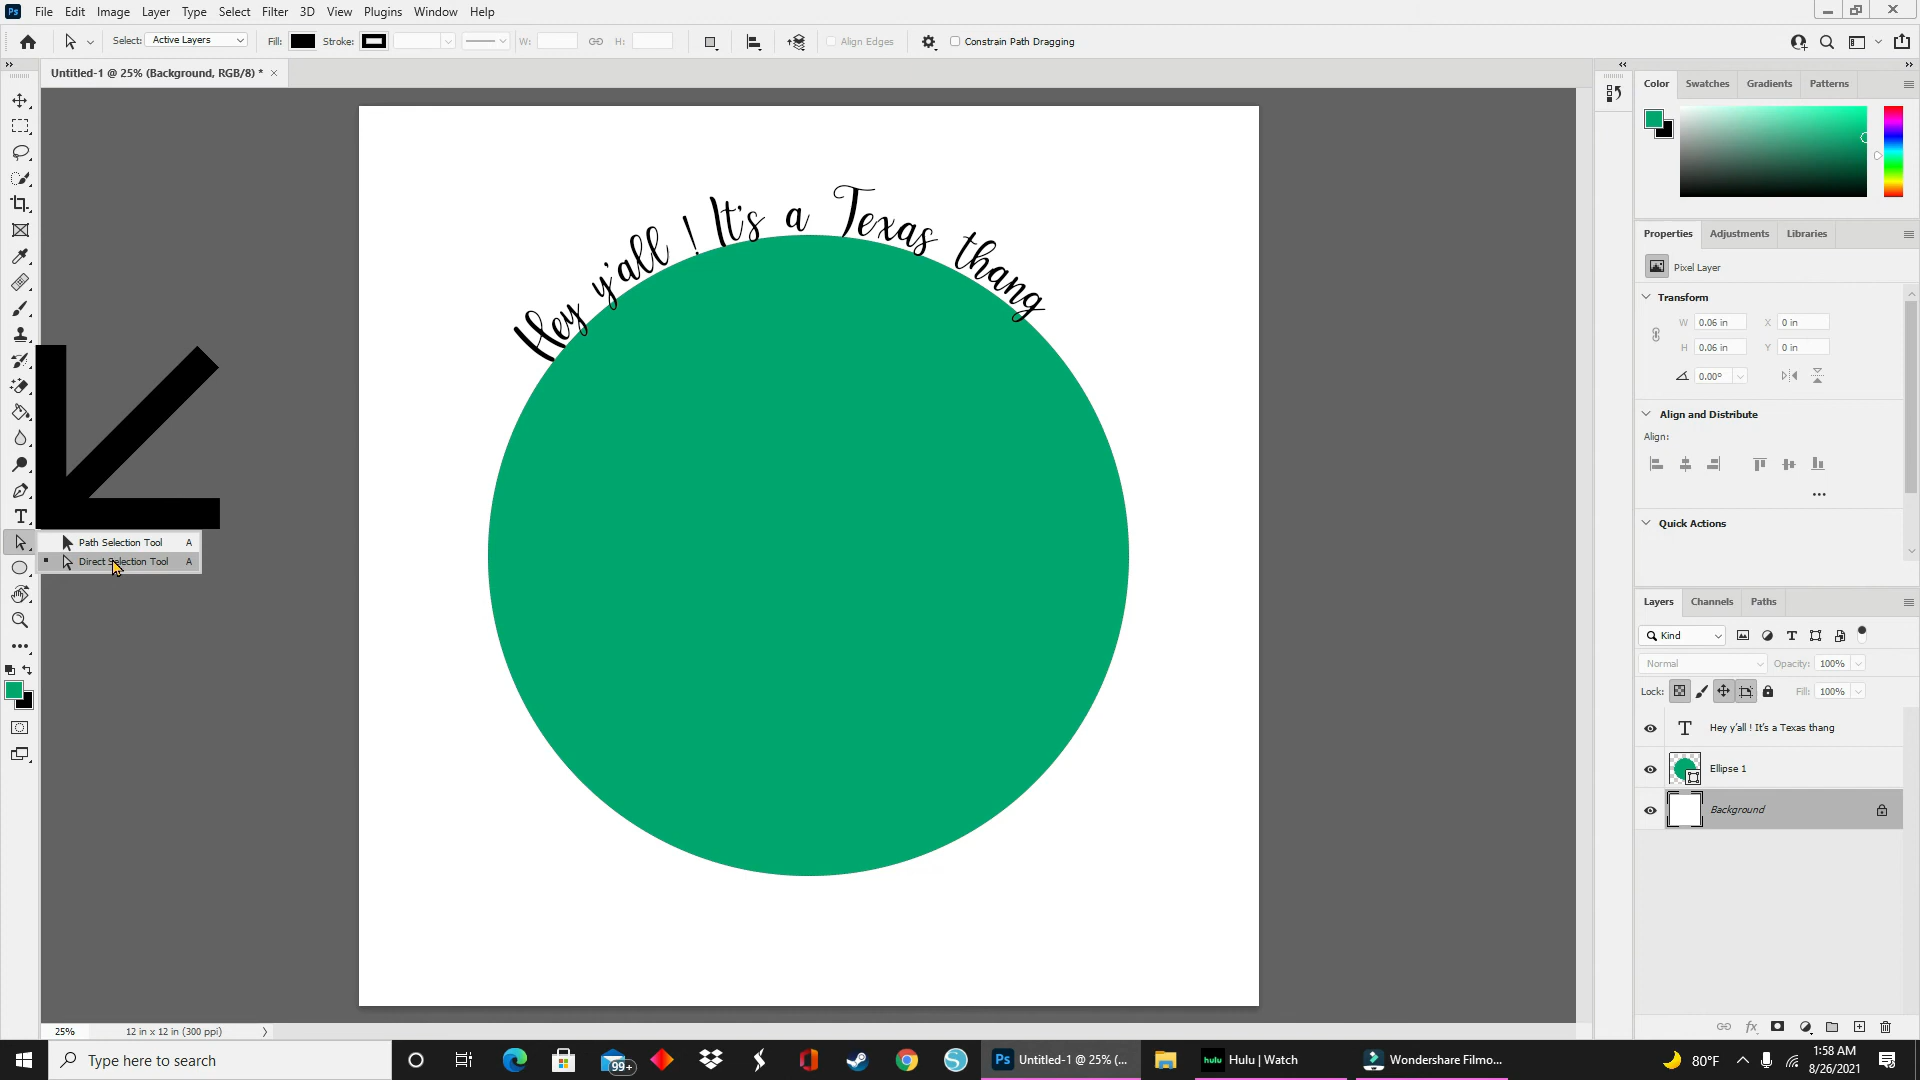 Ps File Edit Image Layer Type Select Filter 3D View Plugins Window Help
Select: Active Layers Fill: Stroke: W: H: Align Edges Constrain Path Dragging
Untitled-1 @ 25% (Background, RGB/8) * ×
Color Swatches Gradients Patterns
Hey y'all ! It's a Texas thang
Properties Adjustments Libraries
Pixel Layer
Transform
W 0.06 in X 0 in
H 0.06 in Y 0 in
0.00°
Align and Distribute
Align:
Quick Actions
Path Selection Tool A
Direct Selection Tool A
Layers Channels Paths
Kind
Normal Opacity: 100%
Lock: Fill: 100%
Hey y'all ! It's a Texas thang
Ellipse 1
Background
25% 12 in x 12 in (300 ppi)
Type here to search
99+
Ps Untitled-1 @ 25% (...
hulu Hulu | Watch
Wondershare Filmo...
80°F
1:58 AM
8/26/2021